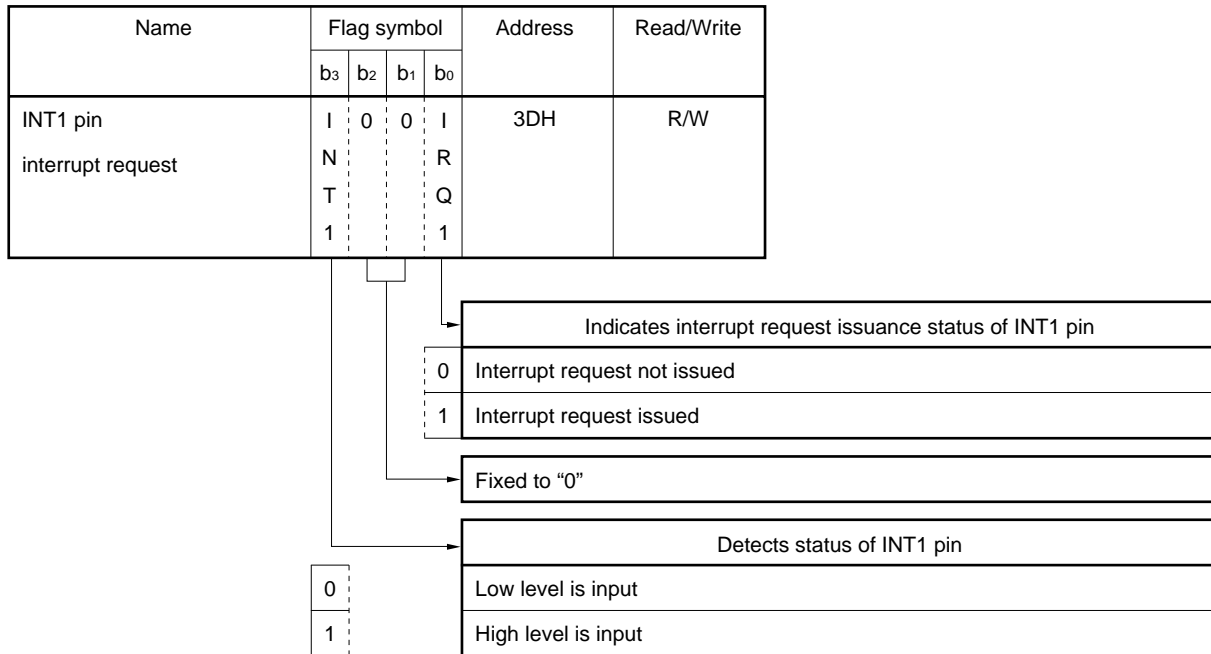 Name Flag symbol Address Read/Write
b3 b2 b1 b0
INT1 pin I 0 0 I 3DH R/W
interrupt request N R
T Q
1 1
Indicates interrupt request issuance status of INT1 pin
0 Interrupt request not issued
1 Interrupt request issued
Fixed to “0”
Detects status of INT1 pin
0 Low level is input
1 High level is input